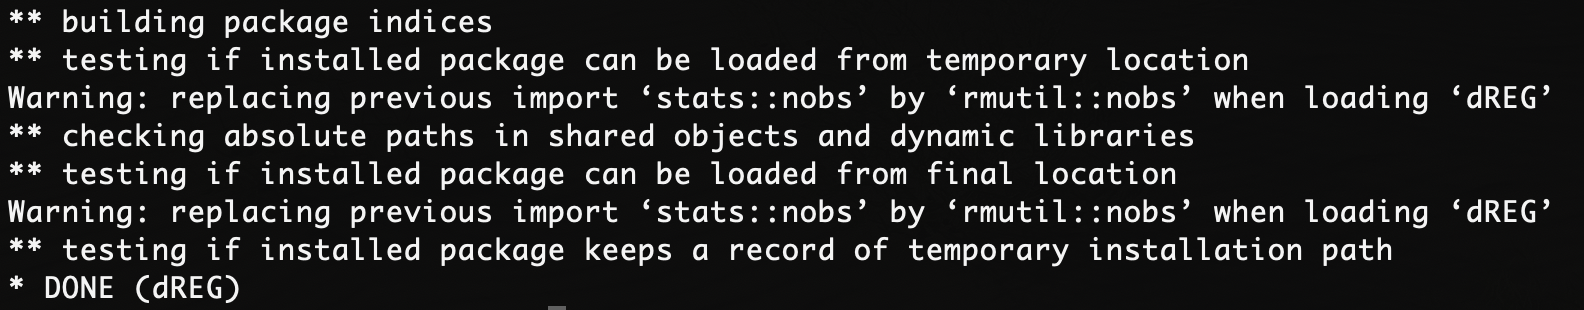 ** building package indices
** testing if installed package can be loaded from temporary location
Warning: replacing previous import ‘stats::nobs’ by ‘rmutil::nobs’ when loading ‘dREG’
** checking absolute paths in shared objects and dynamic libraries
** testing if installed package can be loaded from final location
Warning: replacing previous import ‘stats::nobs’ by ‘rmutil::nobs’ when loading ‘dREG’
** testing if installed package keeps a record of temporary installation path
* DONE (dREG)